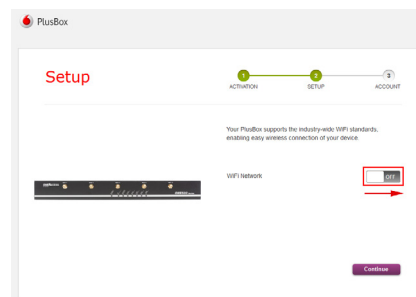 PlusBox
Setup
1
2
3
ACTIVATION
SETUP
ACCOUNT
Your PlusBox supports the industry-wide WiFi standards,
enabling easy wireless connection of your device.
WiFi Network
OFF
Continue